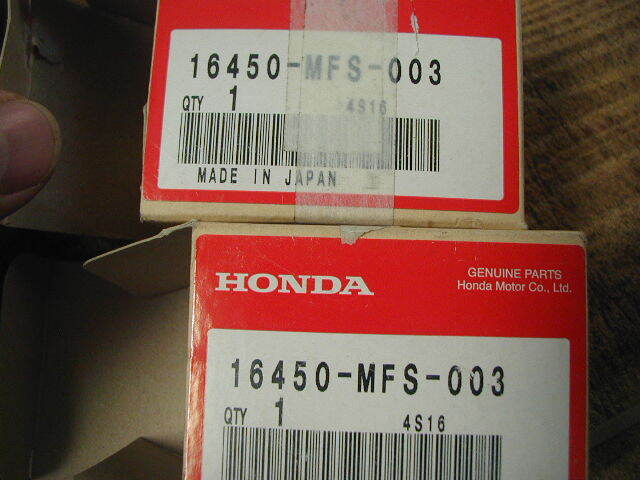 16450-MFS-003
QTY 1 4S16
MADE IN JAPAN
HONDA
GENUINE PARTS
Honda Motor Co., Ltd.
16450-MFS-003
QTY 1 4S16